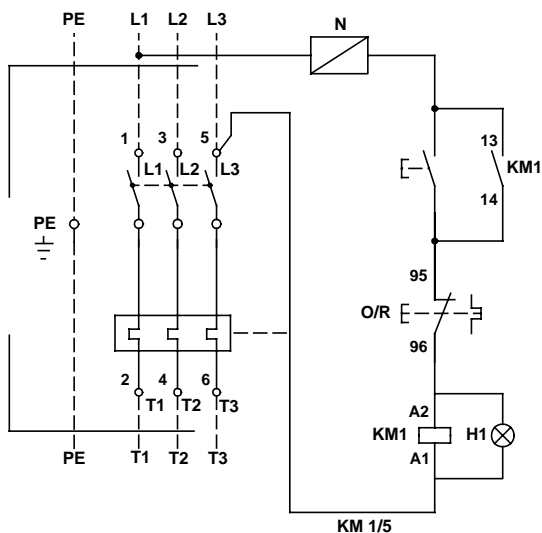 PE L1 L2 L3
N
1 3 5
13
L1 L2 L3
KM1
14
PE
95
O/R
96
2 4 6
T1 T2 T3
A2
KM1 H1
A1
PE T1 T2 T3
KM 1/5